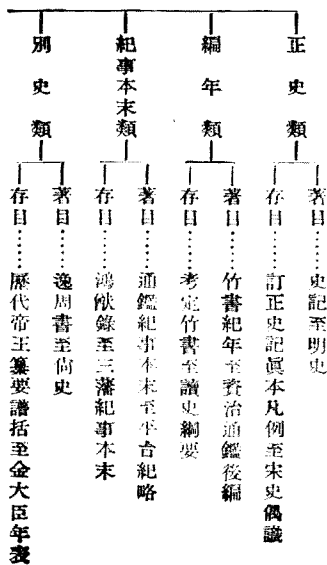 正史類
著目……史記至明史
存目……訂正史記眞本凡例至宋史偶識
編年類
著目……竹書紀年至資治通鑑後編
存目……考定竹書至讀史綱要
紀事本末類
著目……通鑑紀事本末至平台紀略
存目……鴻猷錄至三藩紀事本末
別史類
著目……逸周書至尙史
存目……歷代帝王纂要譜括至金大臣年表